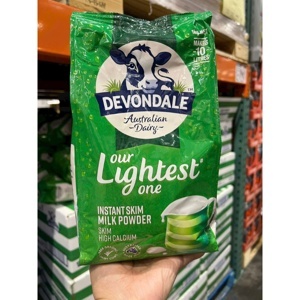 MAKES
10
LITRES
DEVONDALE
Australian
Dairy
our
Lightest
one
INSTANT SKIM
MILK POWDER
SKIM
HIGH CALCIUM